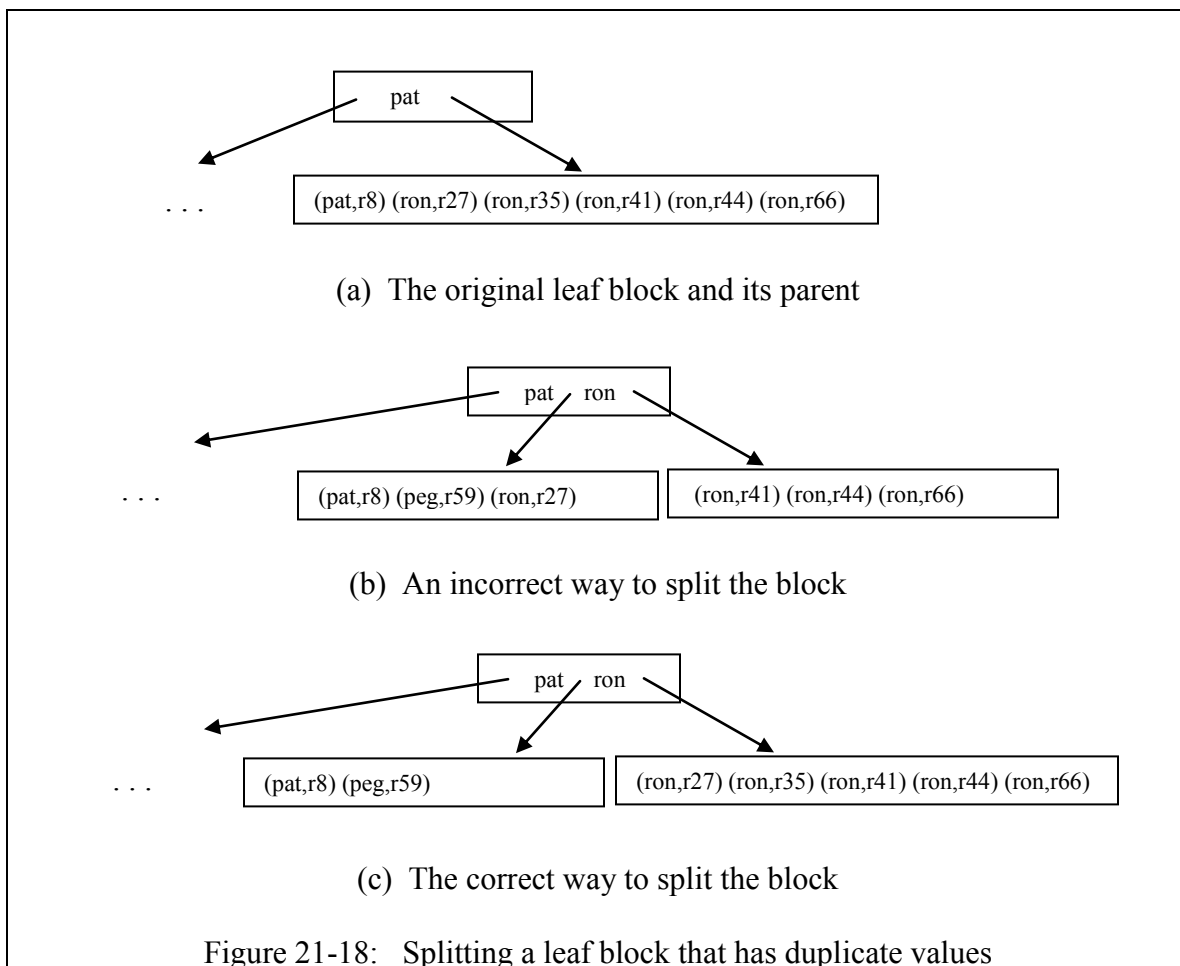 pat
. . .
(pat,r8) (ron,r27) (ron,r35) (ron,r41) (ron,r44) (ron,r66)
(a) The original leaf block and its parent
pat ron
. . .
(pat,r8) (peg,r59) (ron,r27)
(ron,r41) (ron,r44) (ron,r66)
(b) An incorrect way to split the block
pat ron
. . .
(pat,r8) (peg,r59)
(ron,r27) (ron,r35) (ron,r41) (ron,r44) (ron,r66)
(c) The correct way to split the block
Figure 21-18: Splitting a leaf block that has duplicate values